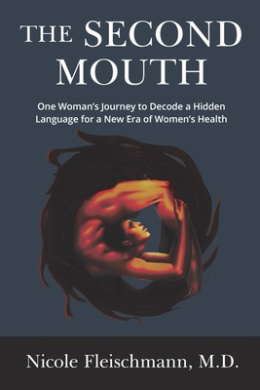 THE SECOND
MOUTH
One Woman's Journey to Decode a Hidden
Language for a New Era of Women's Health
Nicole Fleischmann, M.D.